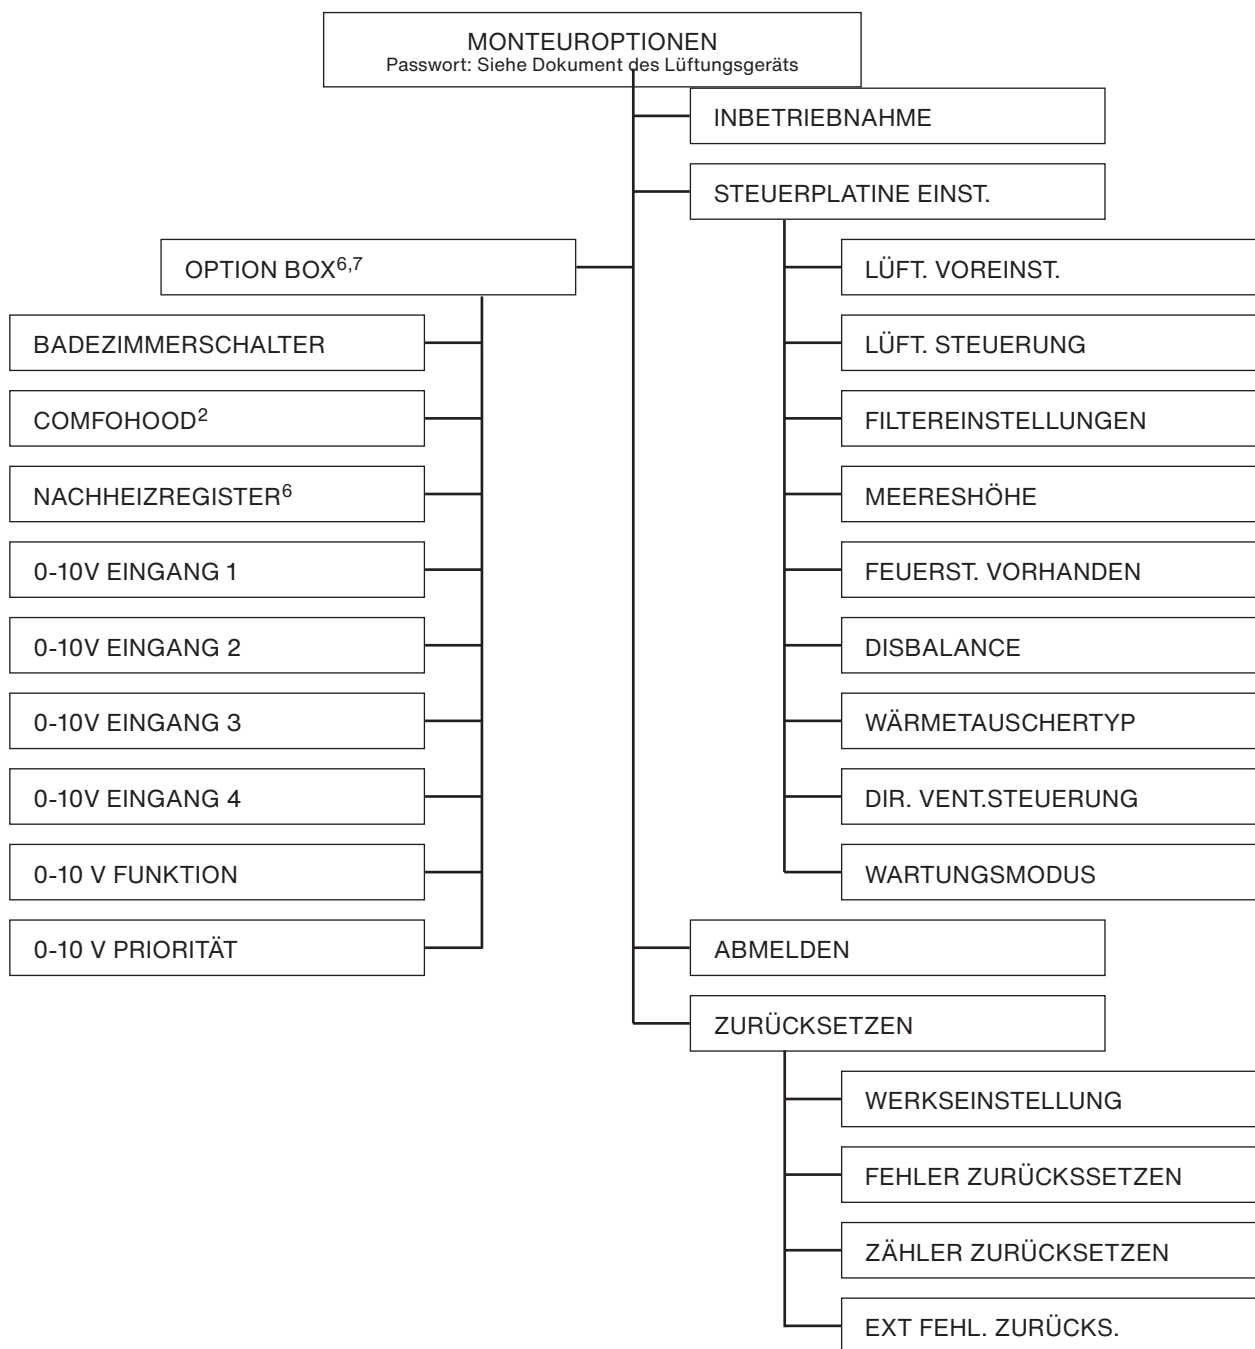 MONTEUROPTIONEN
Passwort: Siehe Dokument des Lüftungsgeräts
INBETRIEBNAHME
STEUERPLATINE EINST.
LÜFT. VOREINST.
LÜFT. STEUERUNG
FILTEREINSTELLUNGEN
MEERESHÖHE
FEUERST. VORHANDEN
DISBALANCE
WÄRMETAUSCHERTYP
DIR. VENT.STEUERUNG
WARTUNGSMODUS
OPTION BOX6,7
BADEZIMMERSCHALTER
COMFOHOOD2
NACHHEIZREGISTER6
0-10V EINGANG 1
0-10V EINGANG 2
0-10V EINGANG 3
0-10V EINGANG 4
0-10 V FUNKTION
0-10 V PRIORITÄT
ABMELDEN
ZURÜCKSETZEN
WERKSEINSTELLUNG
FEHLER ZURÜCKSSETZEN
ZÄHLER ZURÜCKSETZEN
EXT FEHL. ZURÜCKS.